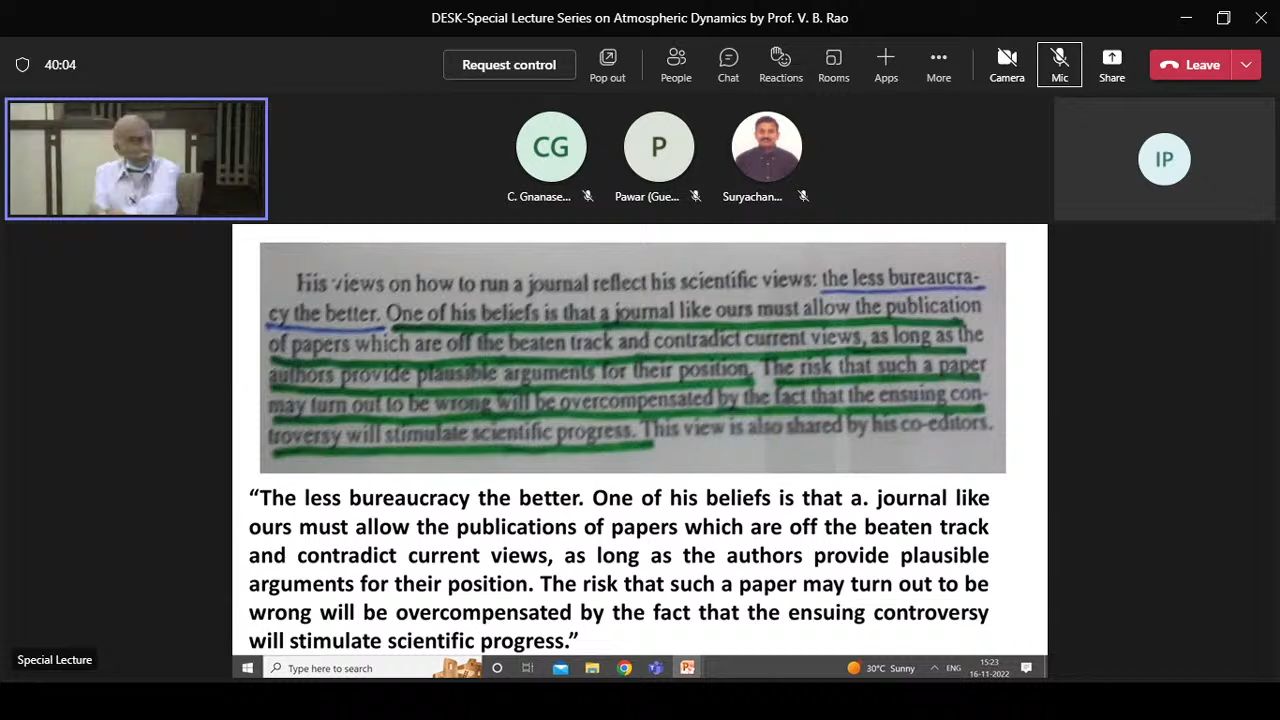 DESK-Special Lecture Series on Atmospheric Dynamics by Prof. V. B. Rao
40:04
Request control
Pop out
People
Chat
Reactions
Rooms
Apps
More
Camera
Mic
Share
Leave
CG
P
IP
C. Gnanase...
Pawar (Gue...
Suryachan...
His views on how to run a journal reflect his scientific views: the less bureaucra-
cy the better. One of his beliefs is that a journal like ours must allow the publication
of papers which are off the beaten track and contradict current views, as long as the
authors provide plausible arguments for their position. The risk that such a paper
may turn out to be wrong will be overcompensated by the fact that the ensuing con-
troversy will stimulate scientific progress. This view is also shared by his co-editors.
“The less bureaucracy the better. One of his beliefs is that a. journal like
ours must allow the publications of papers which are off the beaten track
and contradict current views, as long as the authors provide plausible
arguments for their position. The risk that such a paper may turn out to be
wrong will be overcompensated by the fact that the ensuing controversy
will stimulate scientific progress.”
Special Lecture
Type here to search
30°C Sunny
ENG
15:23
16-11-2022